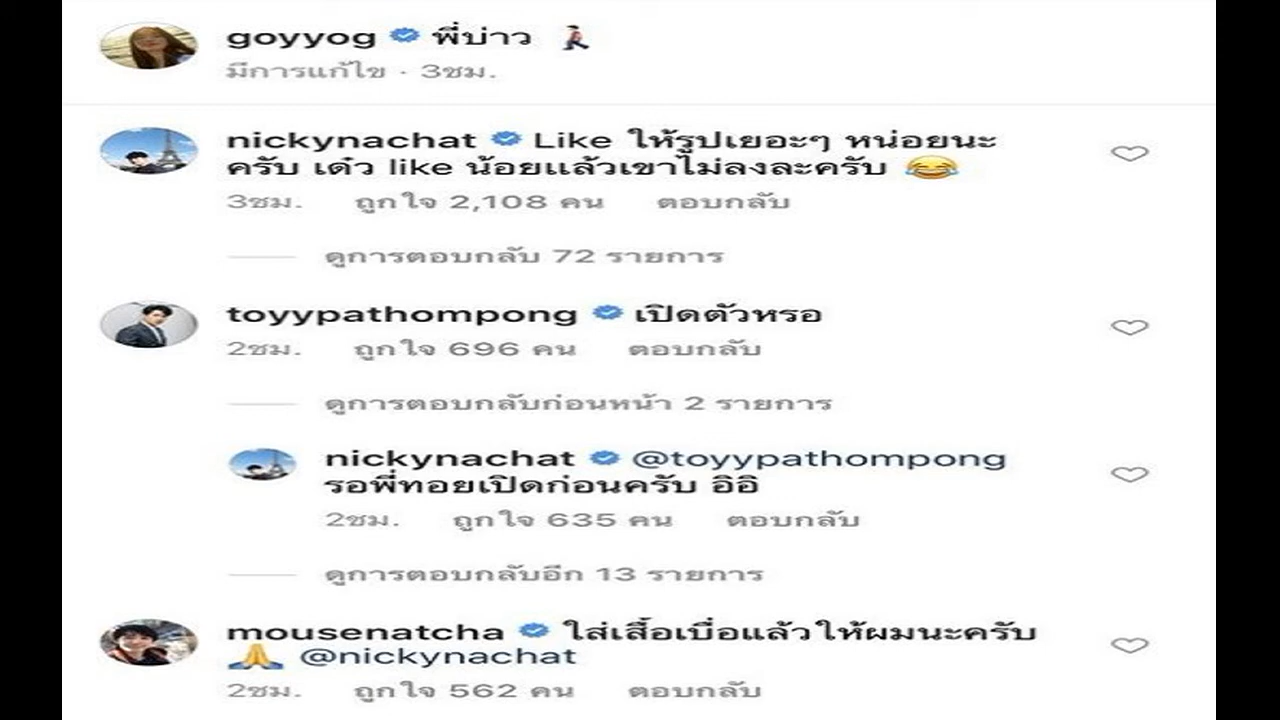 goyyog พี่บ่าว 🚶
มีการแก้ไข · 3ชม.
nickynachat Like ให้รูปเยอะๆ หน่อยนะ
ครับ เด๋ว like น้อยแล้วเขาไม่ลงละครับ 😂
3ชม. ถูกใจ 2,108 คน ตอบกลับ
ดูการตอบกลับ 72 รายการ
toyypathompong เปิดตัวหรอ
2ชม. ถูกใจ 696 คน ตอบกลับ
ดูการตอบกลับก่อนหน้า 2 รายการ
nickynachat @toyypathompong
รอพี่ทอยเปิดก่อนครับ อิอิ
2ชม. ถูกใจ 635 คน ตอบกลับ
ดูการตอบกลับอีก 13 รายการ
mousenatcha ใส่เสื้อเบื่อแล้วให้ผมนะครับ
🙏 @nickynachat
2ชม. ถูกใจ 562 คน ตอบกลับ